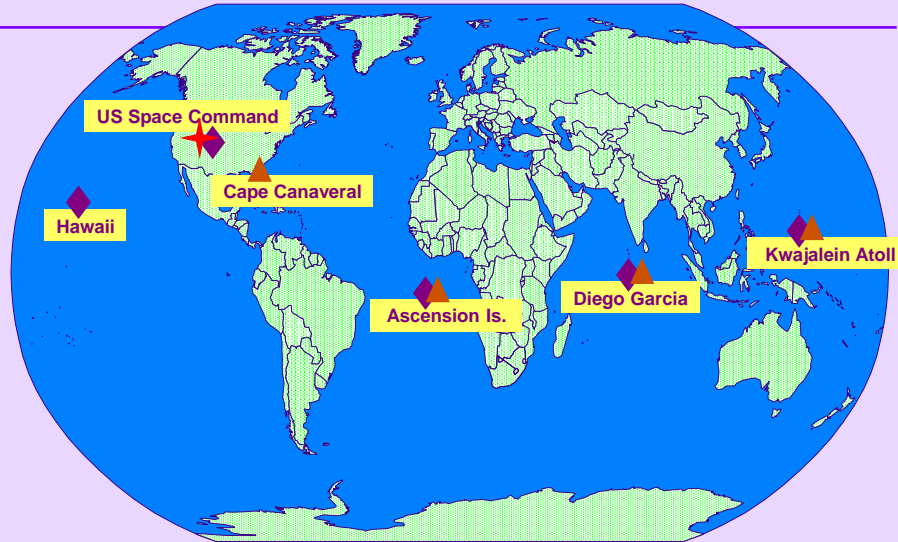 US Space Command
Cape Canaveral
Hawaii
Kwajalein Atoll
Diego Garcia
Ascension Is.